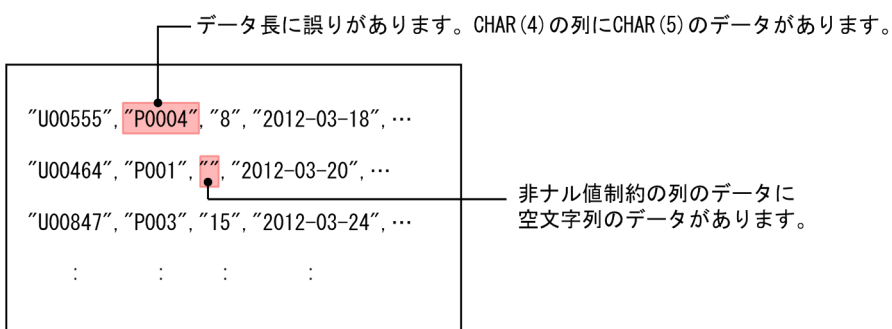 データ長に誤りがあります。CHAR(4)の列にCHAR(5)のデータがあります。
"U00555","P0004","8","2012-03-18",…
"U00464","P001","","2012-03-20",…
非ナル値制約の列のデータに
空文字列のデータがあります。
"U00847","P003","15","2012-03-24",…
: : : :